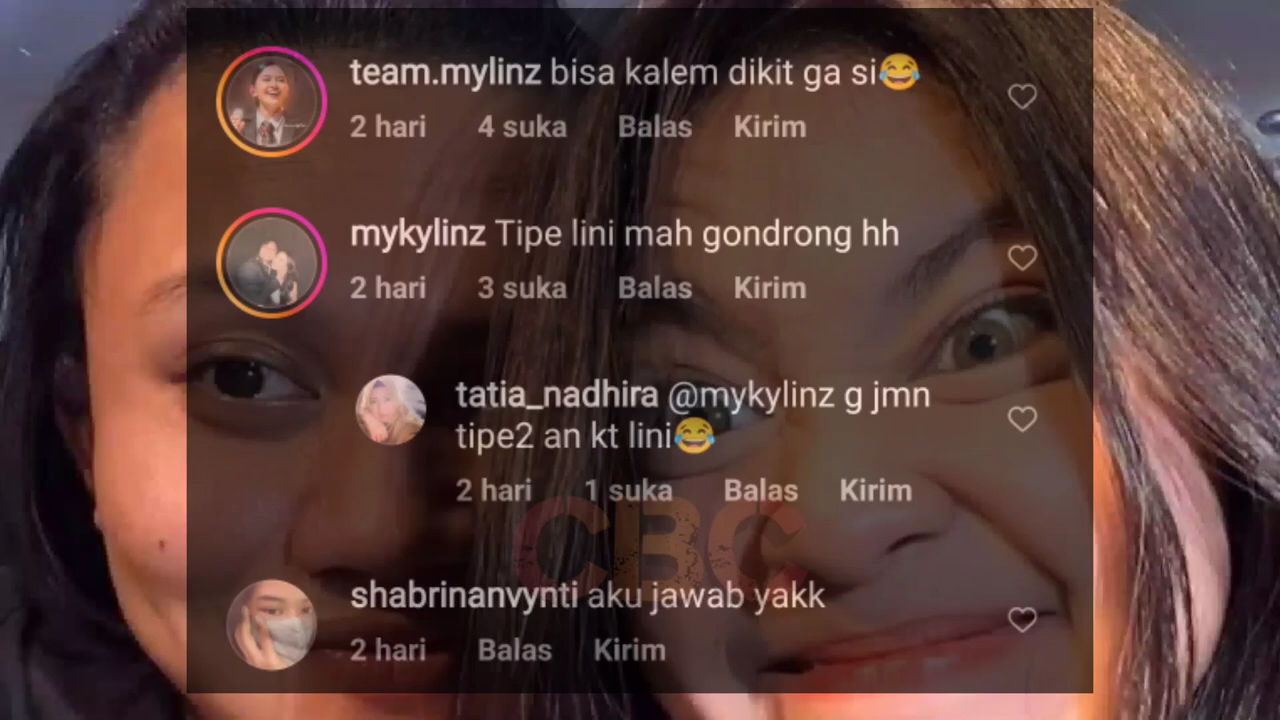 team.mylinz bisa kalem dikit ga si😂
2 hari 4 suka Balas Kirim
mykylinz Tipe lini mah gondrong hh
2 hari 3 suka Balas Kirim
tatia_nadhira @mykylinz g jmn
tipe2 an kt lini😂
2 hari 1 suka Balas Kirim
CBC
shabrinanvynti aku jawab yakk
2 hari Balas Kirim